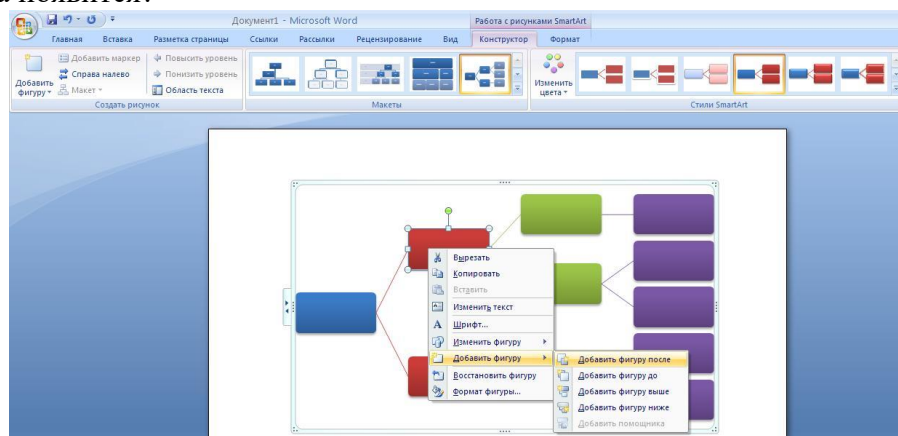 появится:
Документ1 - Microsoft Word
Работа с рисунками SmartArt
Главная Вставка Разметка страницы Ссылки Рассылки Рецензирование Вид Конструктор Формат
Добавить фигуру
Добавить маркер
Справа налево
Макет
Повысить уровень
Понизить уровень
Область текста
Создать рисунок
Макеты
Изменить цвета
Стили SmartArt
Вырезать
Копировать
Вставить
Изменить текст
Шрифт...
Изменить фигуру
Добавить фигуру
Восстановить фигуру
Формат фигуры...
Добавить фигуру после
Добавить фигуру до
Добавить фигуру выше
Добавить фигуру ниже
Добавить помощника